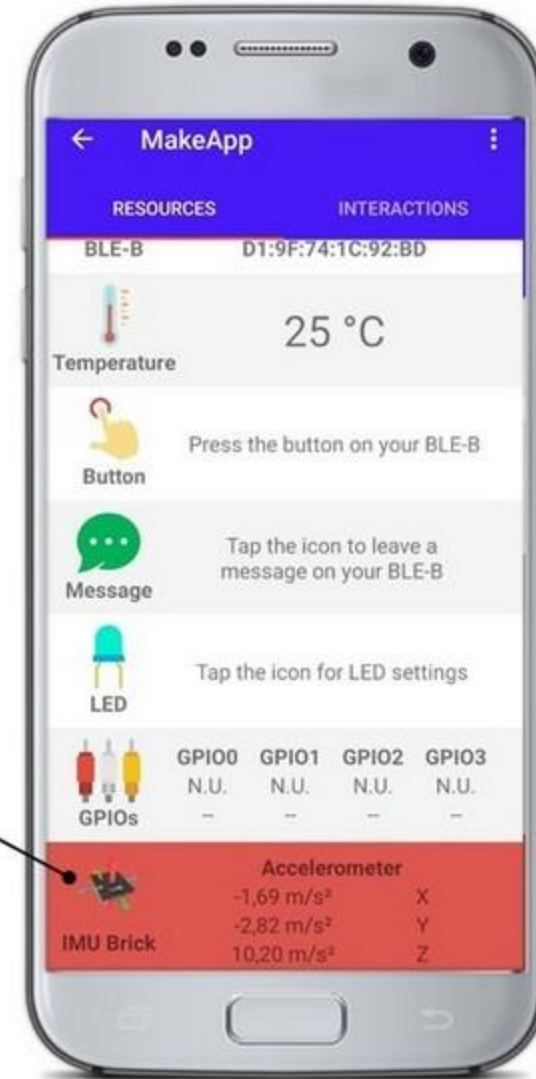 MakeApp
RESOURCES INTERACTIONS
BLE-B D1:9F:74:1C:92:BD
Temperature 25 °C
Button Press the button on your BLE-B
Message Tap the icon to leave a
message on your BLE-B
LED Tap the icon for LED settings
GPIO0 GPIO1 GPIO2 GPIO3
N.U. N.U. N.U. N.U.
GPIOs -- -- -- --
Accelerometer
-1,69 m/s² X
-2,82 m/s² Y
IMU Brick 10,20 m/s² Z